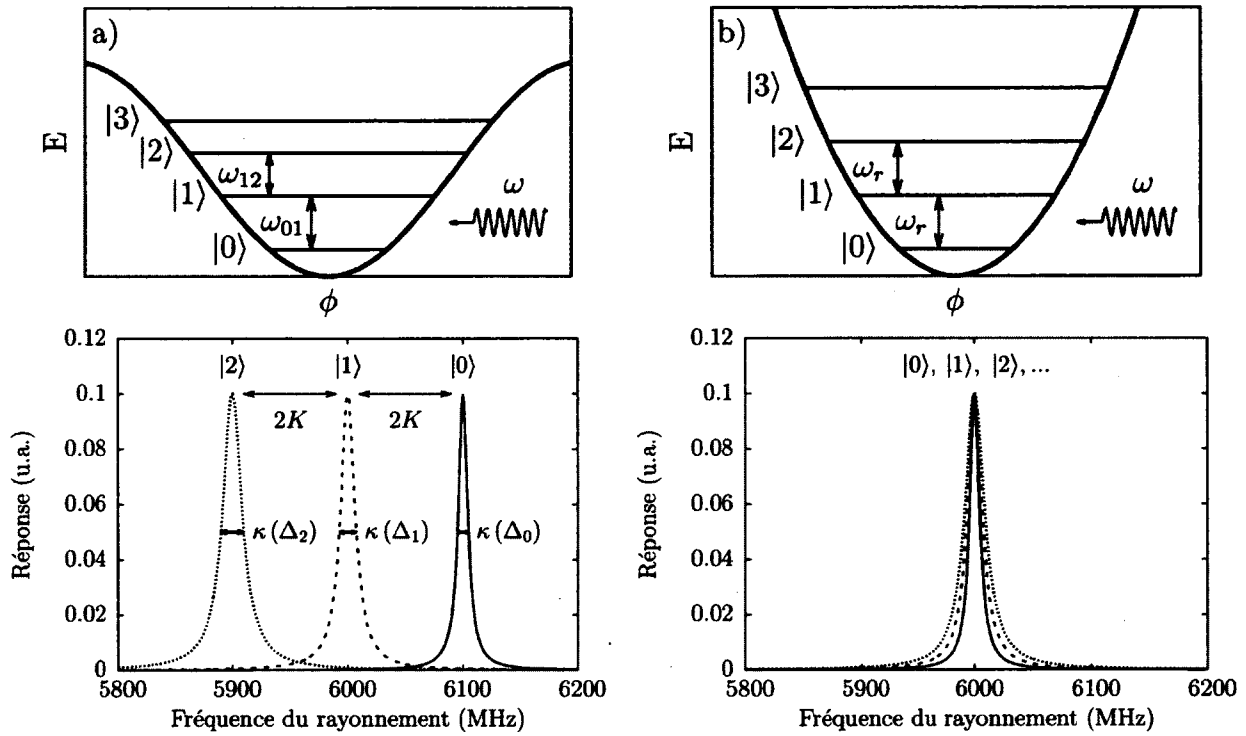 a)
E
|3⟩
|2⟩
|1⟩
|0⟩
ω₁₂
ω₀₁
ω
ϕ
b)
E
|3⟩
|2⟩
|1⟩
|0⟩
ωᵣ
ωᵣ
ω
ϕ
Réponse (u.a.)
0.12
0.1
0.08
0.06
0.04
0.02
0
|2⟩ |1⟩ |0⟩
2K 2K
κ (Δ₂) κ (Δ₁) κ (Δ₀)
5800 5900 6000 6100 6200
Fréquence du rayonnement (MHz)
Réponse (u.a.)
0.12
0.1
0.08
0.06
0.04
0.02
0
|0⟩, |1⟩, |2⟩, ...
5800 5900 6000 6100 6200
Fréquence du rayonnement (MHz)